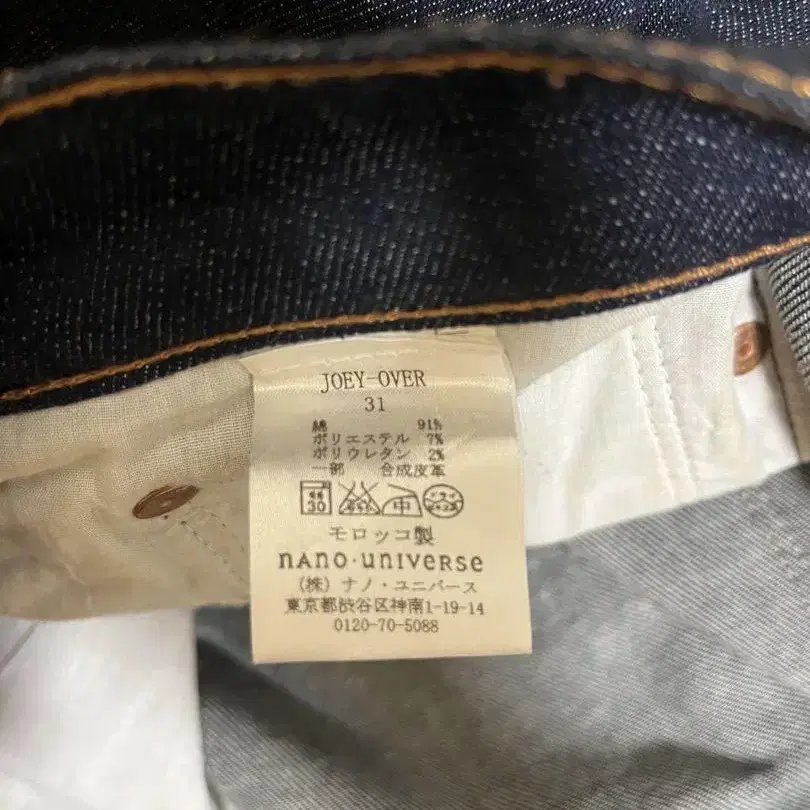 JOEY-OVER
31
綿 91%
ポリエステル 7%
ポリウレタン 2%
一部 合成皮革
30 中
モロッコ製
nano・universe
(株) ナノ・ユニバース
東京都渋谷区神南1-19-14
0120-70-5088